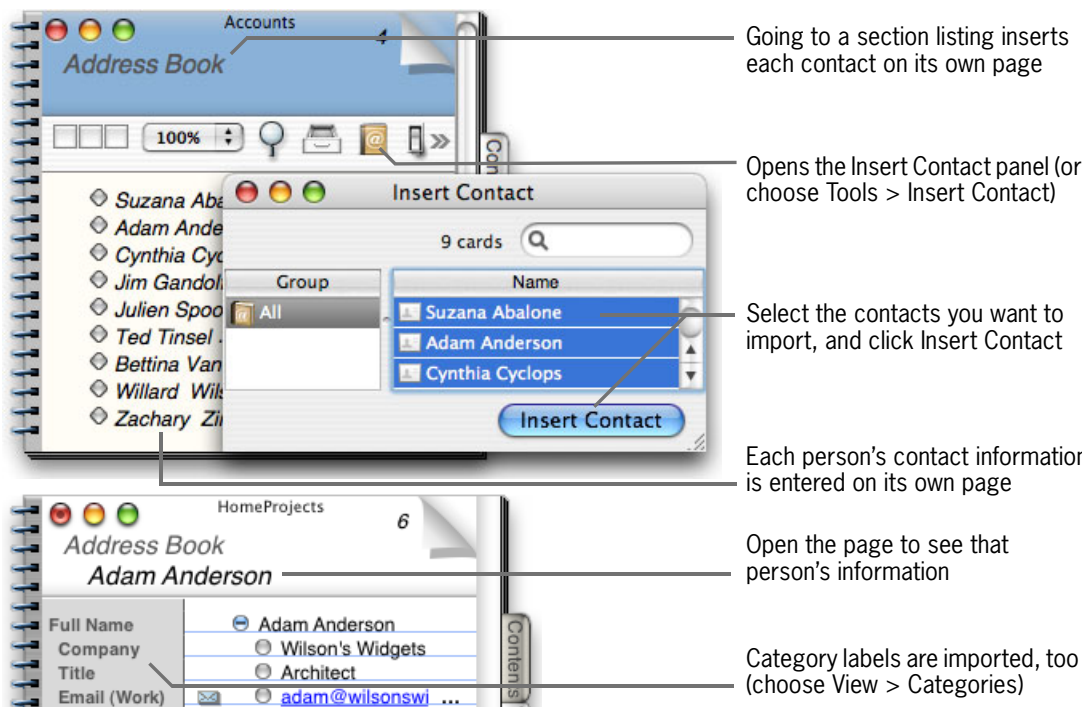 Accounts
4
Address Book
100%
Suzana Aba
Adam Ande
Cynthia Cyc
Jim Gandol
Julien Spoo
Ted Tinsel
Bettina Van
Willard Wils
Zachary Zi
Con
Insert Contact
9 cards
Group
Name
All
Suzana Abalone
Adam Anderson
Cynthia Cyclops
Insert Contact
Going to a section listing inserts
each contact on its own page
Opens the Insert Contact panel (or
choose Tools > Insert Contact)
Select the contacts you want to
import, and click Insert Contact
Each person's contact information
is entered on its own page
HomeProjects
6
Address Book
Adam Anderson
Full Name
Adam Anderson
Company
Wilson's Widgets
Title
Architect
Email (Work)
adam@wilsonswi ...
Contents
Open the page to see that
person's information
Category labels are imported, too
(choose View > Categories)